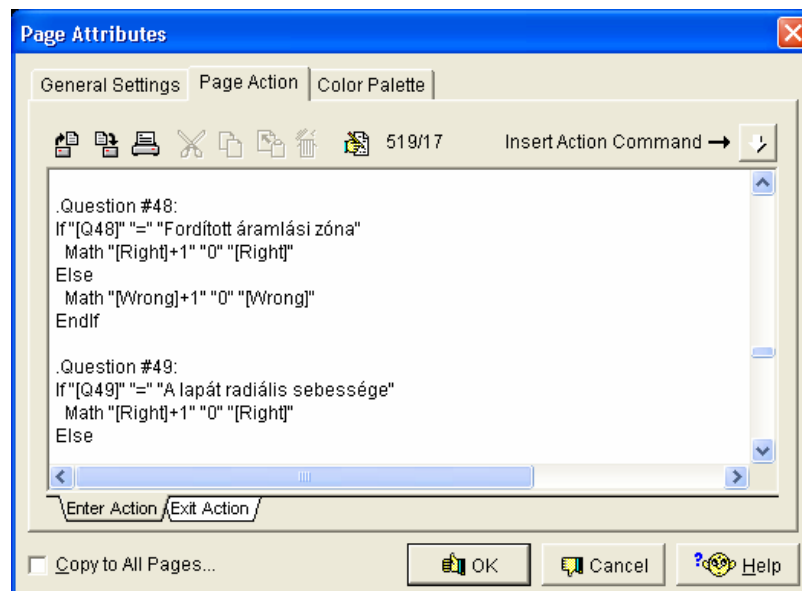 Page Attributes
General Settings Page Action Color Palette
519/17 Insert Action Command →
.Question #48:
If "[Q48]" "=" "Fordított áramlási zóna"
Math "[Right]+1" "0" "[Right]"
Else
Math "[Wrong]+1" "0" "[Wrong]"
EndIf
.Question #49:
If "[Q49]" "=" "A lapát radiális sebessége"
Math "[Right]+1" "0" "[Right]"
Else
Enter Action Exit Action
Copy to All Pages... OK Cancel Help